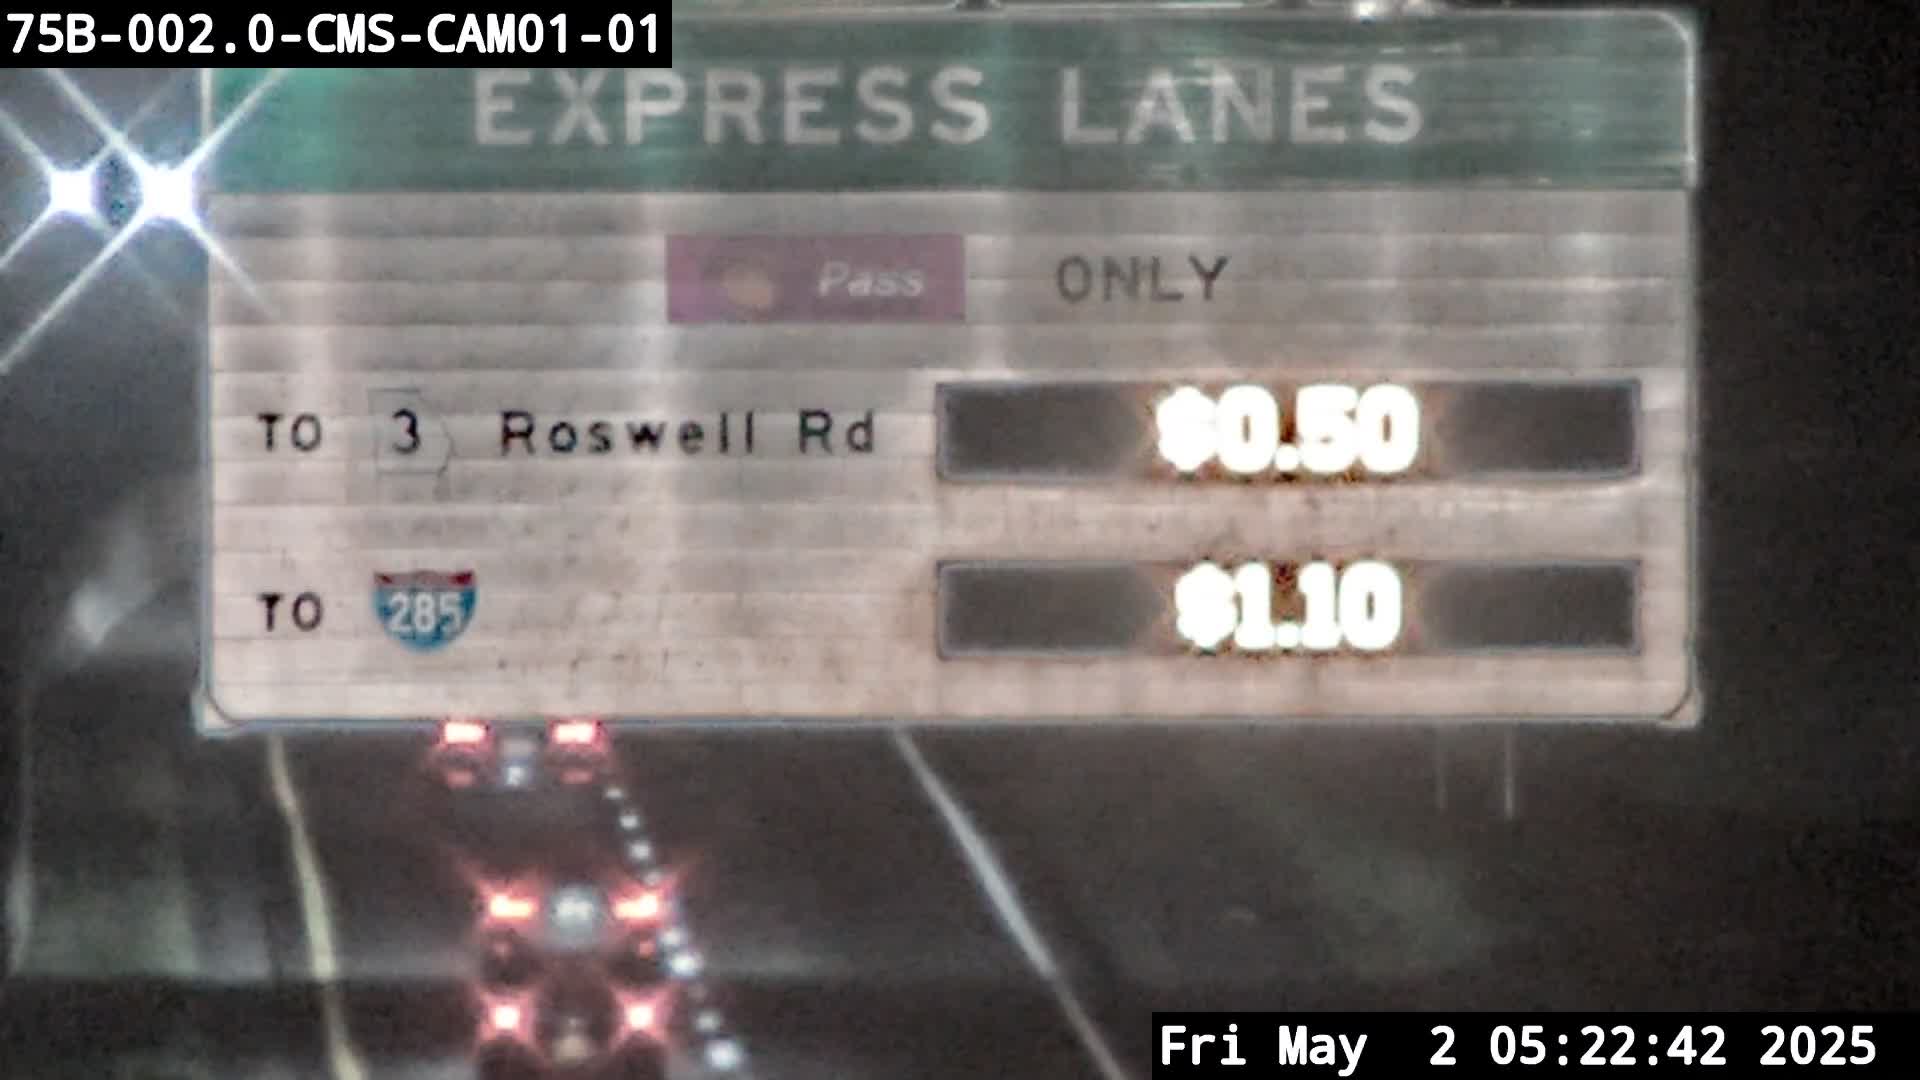 75B-002.0-CMS-CAM01-01
EXPRESS LANES
Pass ONLY
TO 3 Roswell Rd $0.50
TO 285 $1.10
Fri May 2 05:22:42 2025